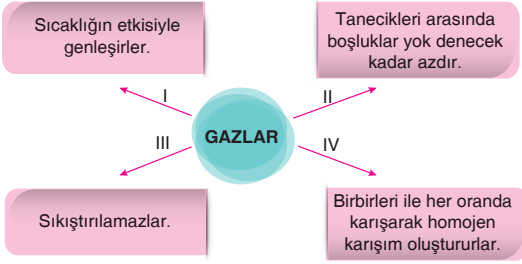 Sıcaklığın etkisiyle
genleşirler.
Tanecikleri arasında
boşluklar yok denecek
kadar azdır.
I
II
GAZLAR
III
IV
Sıkıştırılamazlar.
Birbirleri ile her oranda
karışarak homojen
karışım oluştururlar.